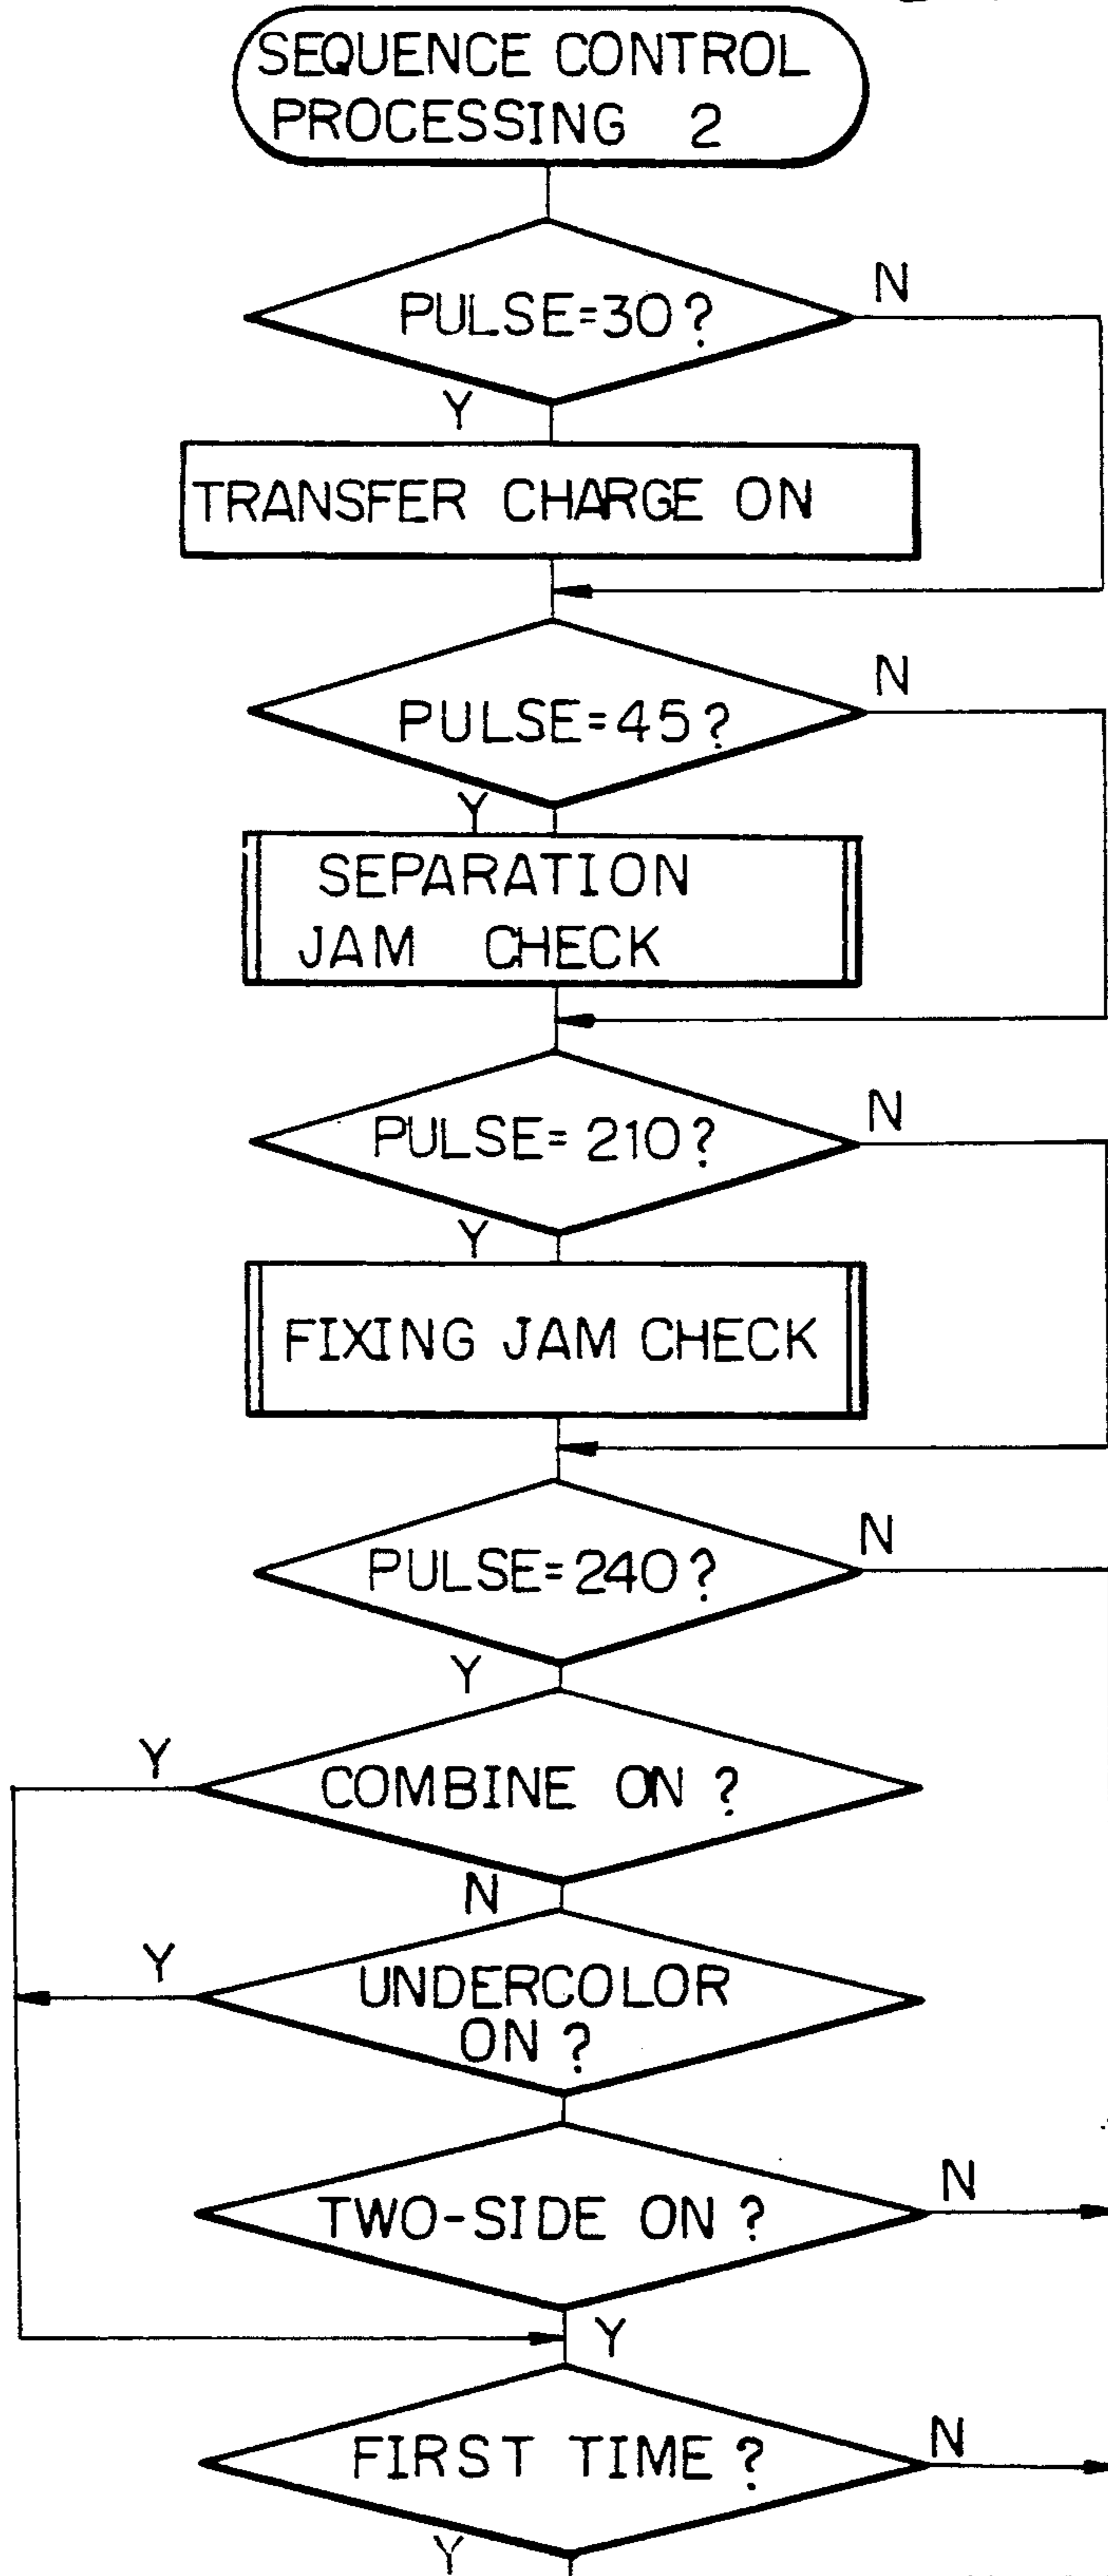 SEQUENCE CONTROL
PROCESSING 2
PULSE=30?
N
Y
TRANSFER CHARGE ON
PULSE=45?
N
Y
SEPARATION
JAM CHECK
PULSE=210?
N
Y
FIXING JAM CHECK
PULSE=240?
N
Y
COMBINE ON?
Y
N
UNDERCOLOR
ON?
Y
TWO-SIDE ON?
N
Y
FIRST TIME?
N
Y